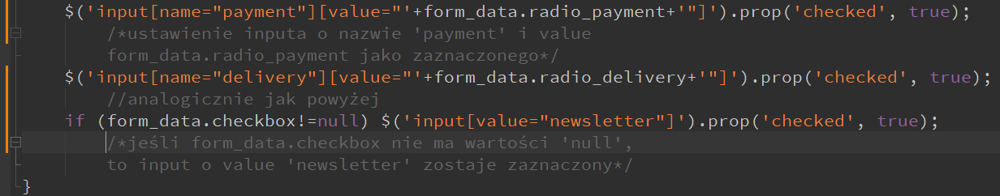 $('input[name="payment"][value="'+form_data.radio_payment+'"]').prop('checked', true);
/*ustawienie inputa o nazwie 'payment' i value
form_data.radio_payment jako zaznaczonego*/
$('input[name="delivery"][value="'+form_data.radio_delivery+'"]').prop('checked', true);
//analogicznie jak powyżej
if (form_data.checkbox!=null) $('input[value="newsletter"]').prop('checked', true);
/*jeśli form_data.checkbox nie ma wartości 'null',
to input o value 'newsletter' zostaje zaznaczony*/
}